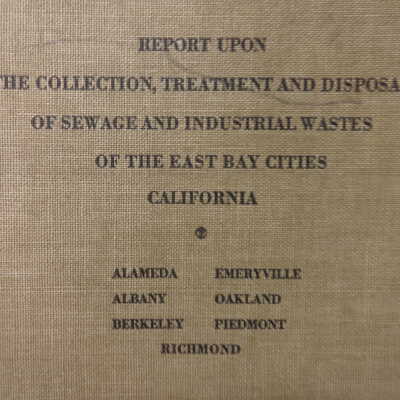 REPORT UPON
THE COLLECTION, TREATMENT AND DISPOSA
OF SEWAGE AND INDUSTRIAL WASTES
OF THE EAST BAY CITIES
CALIFORNIA
ALAMEDA EMERYVILLE
ALBANY OAKLAND
BERKELEY PIEDMONT
RICHMOND